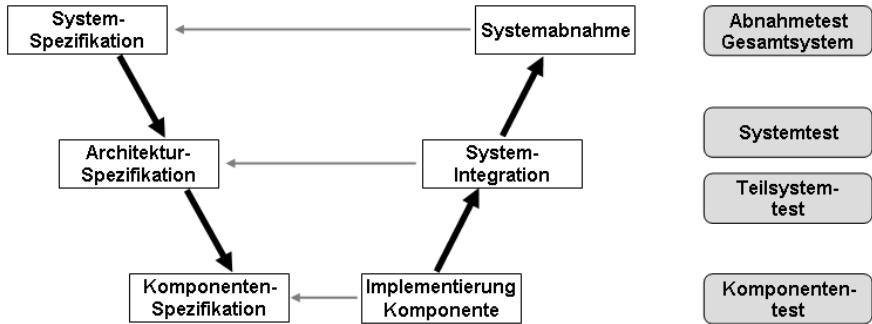 System-
Spezifikation
Systemabnahme
Abnahmetest
Gesamtsystem
Architektur-
Spezifikation
System-
Integration
Systemtest
Teilsystem-
test
Komponenten-
Spezifikation
Implementierung
Komponente
Komponenten-
test